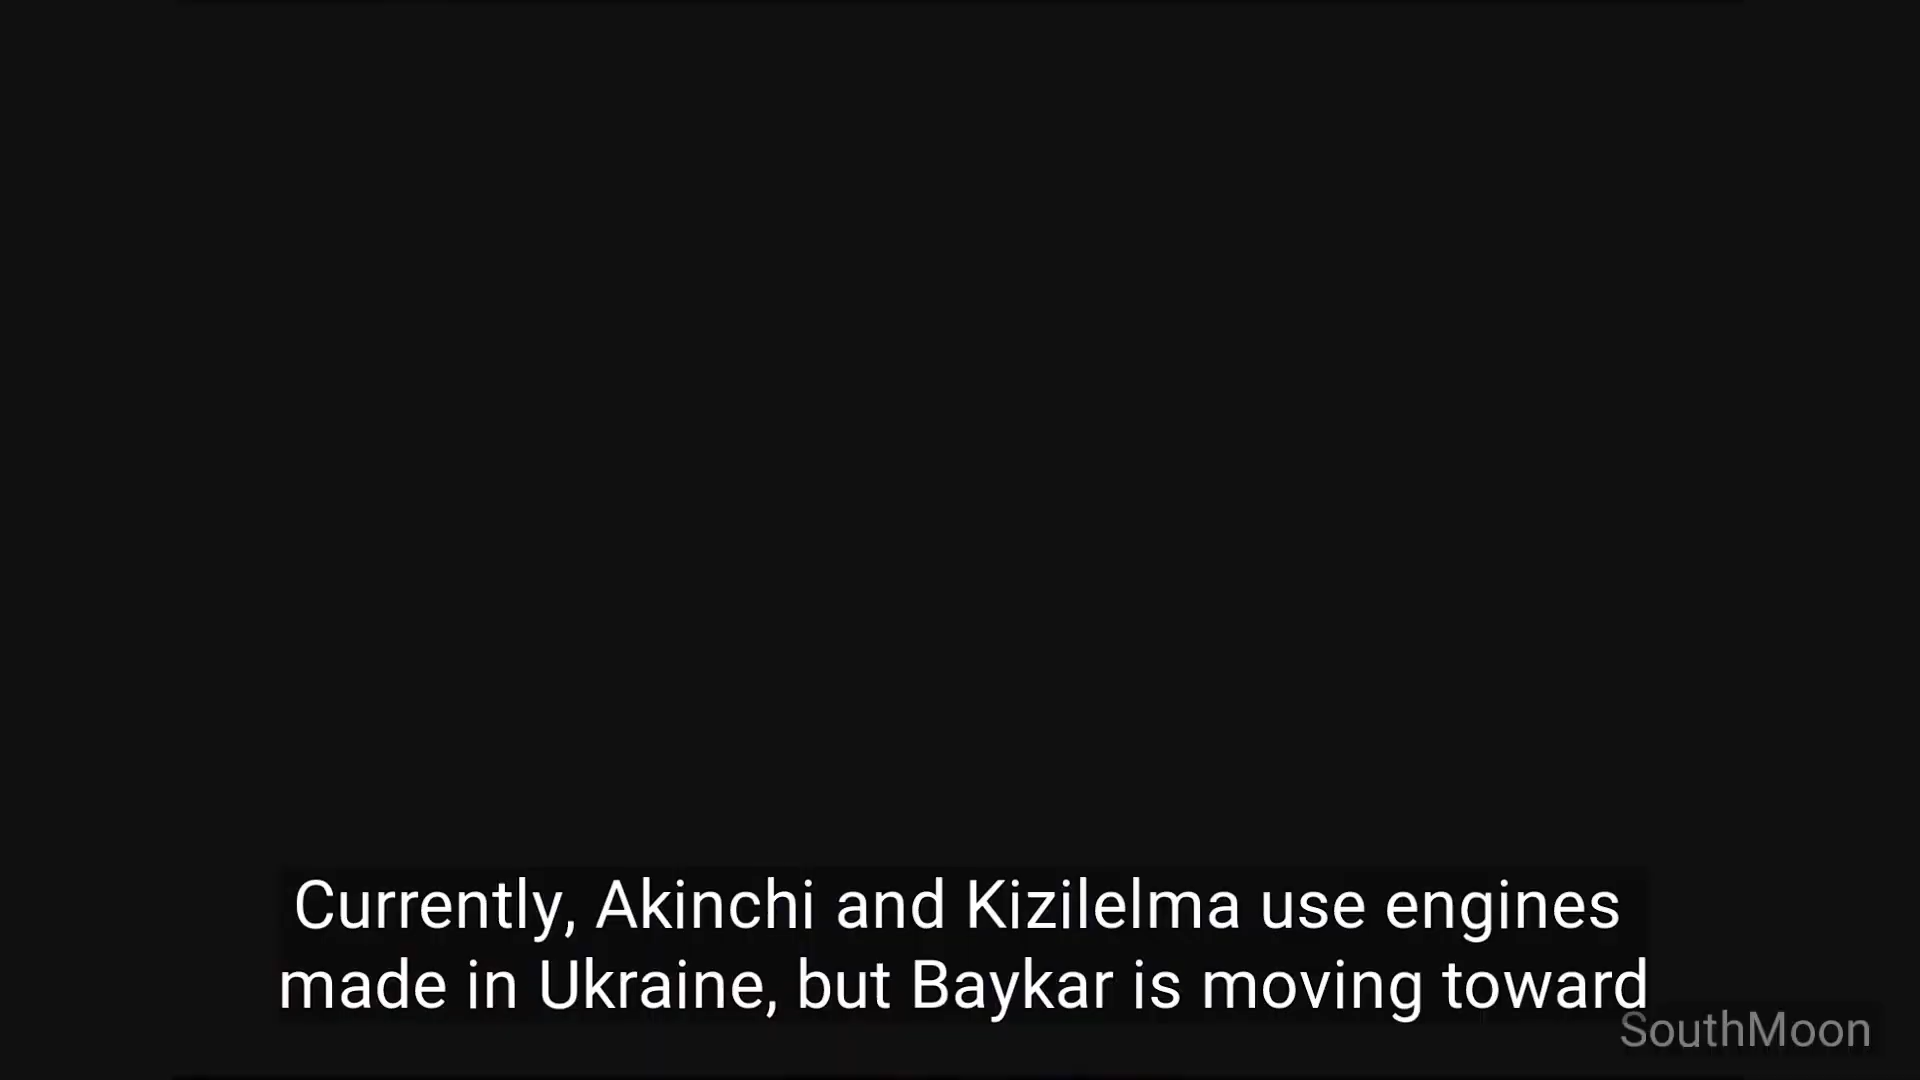 Currently, Akinchi and Kizilelma use engines
made in Ukraine, but Baykar is moving toward
SouthMoon